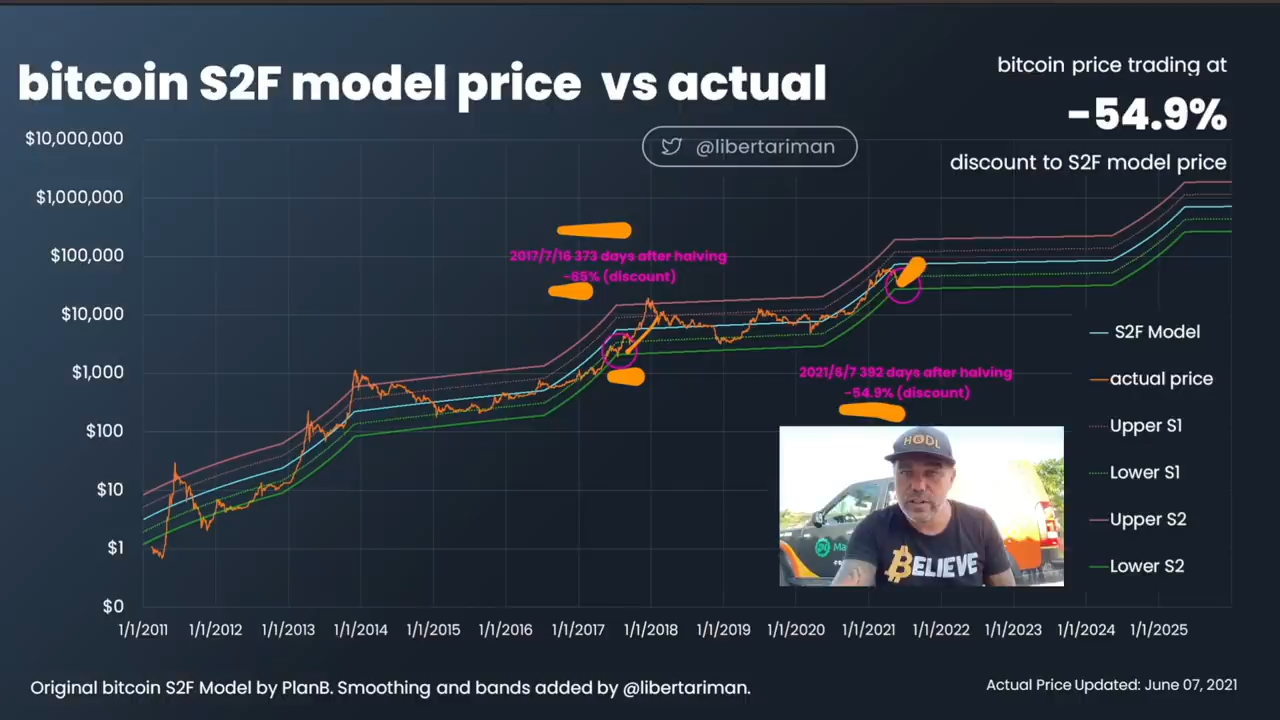 bitcoin S2F model price vs actual
bitcoin price trading at
-54.9%
discount to S2F model price
@libertariman
$10,000,000
$1,000,000
$100,000
$10,000
$1,000
$100
$10
$1
$0
2017/7/16 373 days after halving
-65% (discount)
2021/6/7 392 days after halving
-54.9% (discount)
S2F Model
actual price
Upper S1
Lower S1
Upper S2
Lower S2
HODL
BELIEVE
Ma
1/1/2011 1/1/2012 1/1/2013 1/1/2014 1/1/2015 1/1/2016 1/1/2017 1/1/2018 1/1/2019 1/1/2020 1/1/2021 1/1/2022 1/1/2023 1/1/2024 1/1/2025
Original bitcoin S2F Model by PlanB. Smoothing and bands added by @libertariman.
Actual Price Updated: June 07, 2021